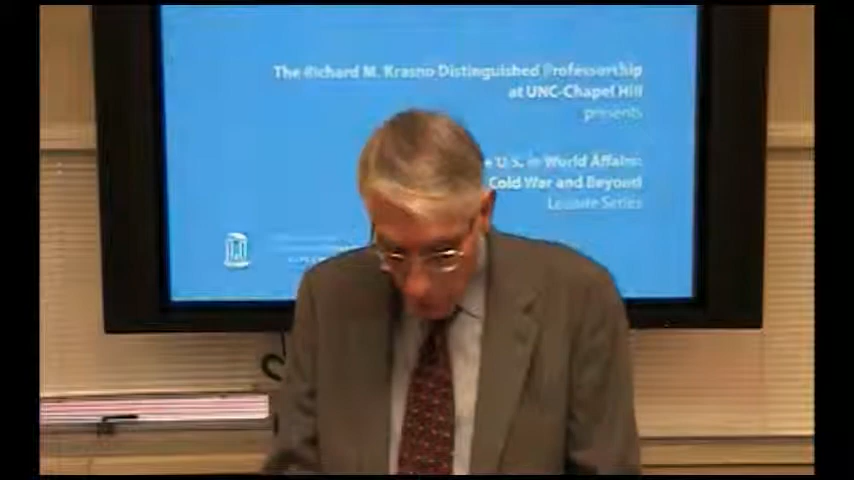 The Richard M. Krasno Distinguished Professorship
at UNC-Chapel Hill
presents
e U.S. in World Affairs:
Cold War and Beyond
Lecture Series